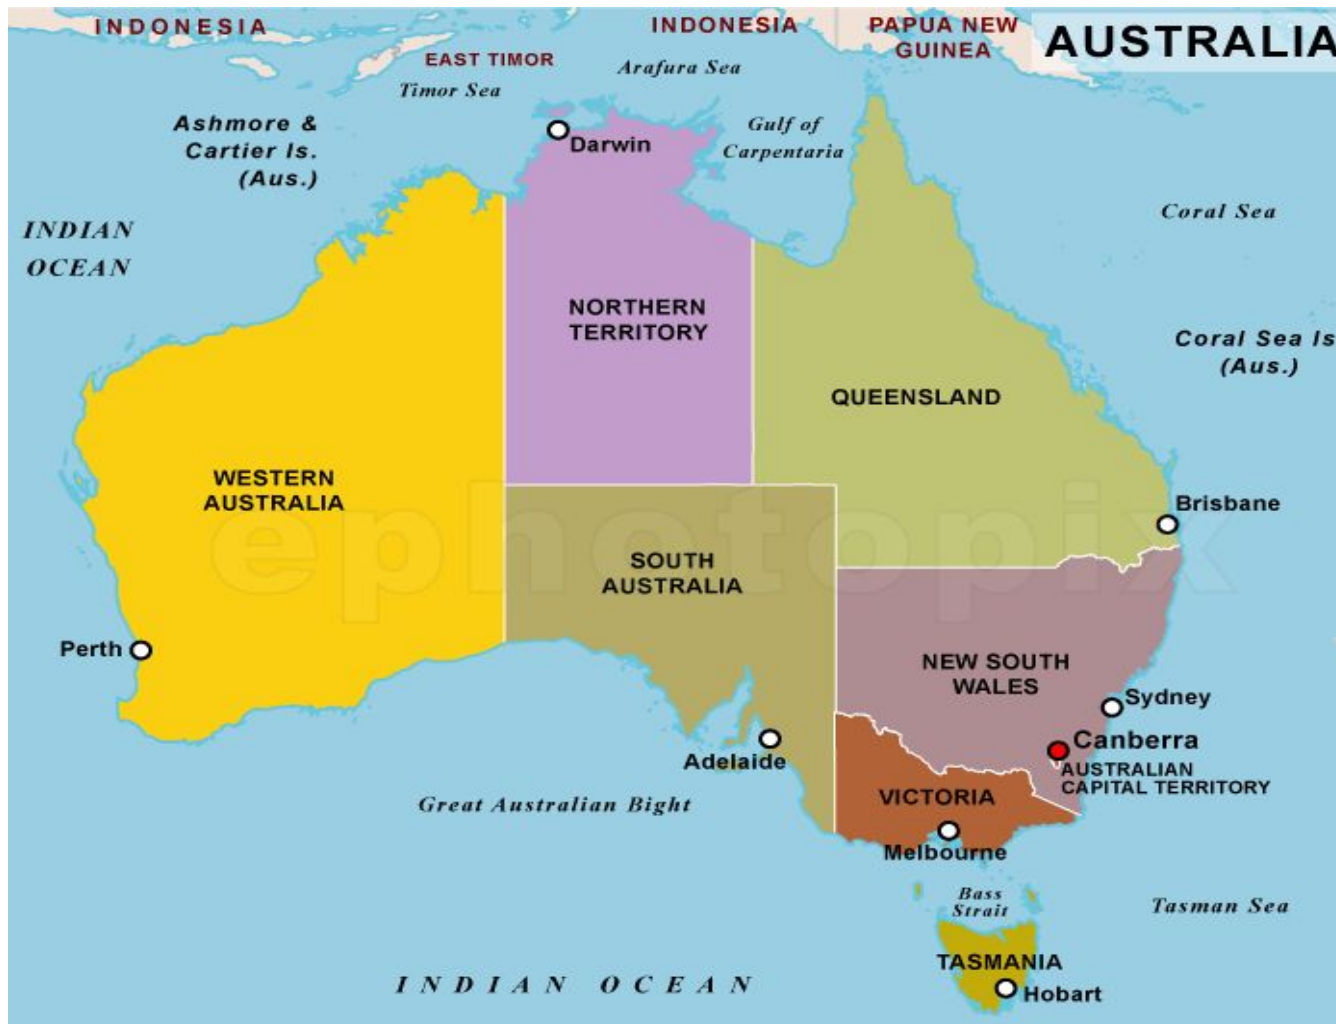 INDONESIA
INDONESIA
PAPUA NEW
GUINEA
AUSTRALIA
EAST TIMOR
Arafura Sea
Timor Sea
Ashmore &
Cartier Is.
(Aus.)
Darwin
Gulf of
Carpentaria
INDIAN
OCEAN
Coral Sea
NORTHERN
TERRITORY
Coral Sea Is
(Aus.)
QUEENSLAND
WESTERN
AUSTRALIA
Brisbane
ephotopix
SOUTH
AUSTRALIA
Perth
NEW SOUTH
WALES
Sydney
Canberra
AUSTRALIAN
CAPITAL TERRITORY
Adelaide
Great Australian Bight
VICTORIA
Melbourne
Bass
Strait
Tasman Sea
TASMANIA
INDIAN OCEAN
Hobart